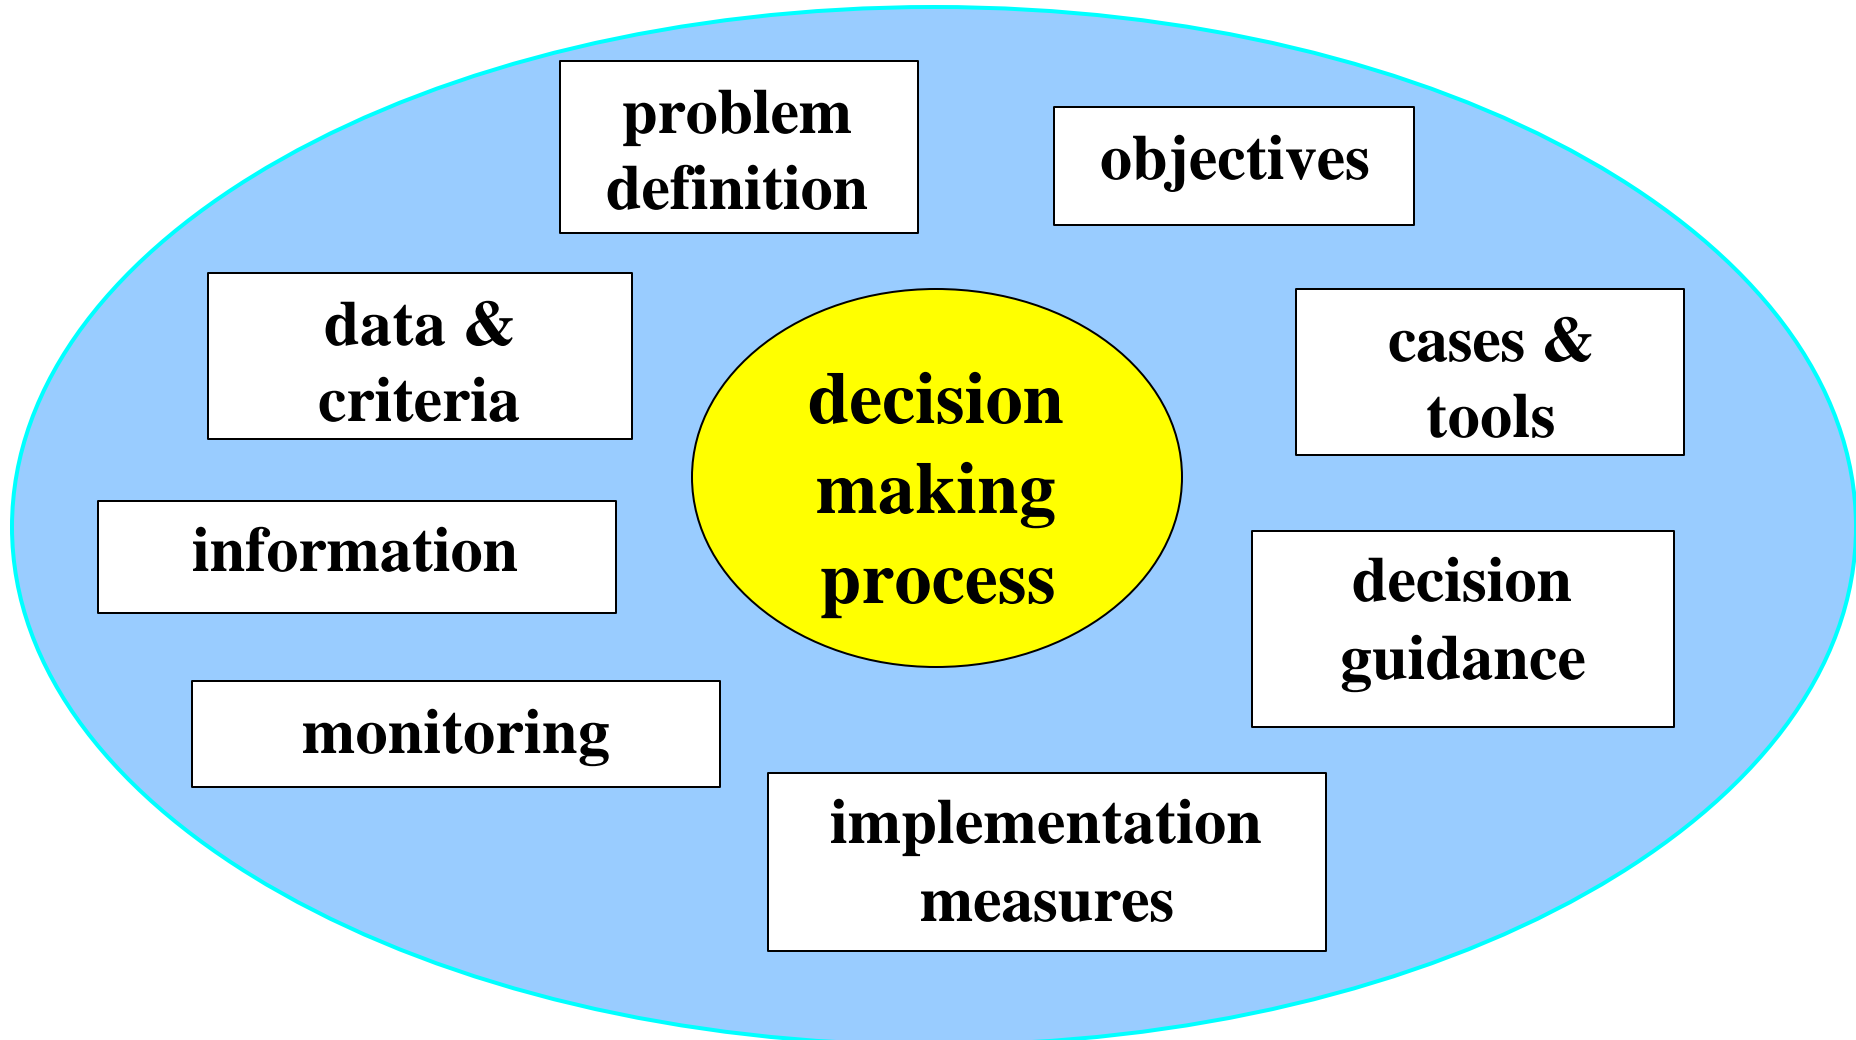 problem
definition
objectives
data &
criteria
cases &
tools
decision
making
process
information
decision
guidance
monitoring
implementation
measures